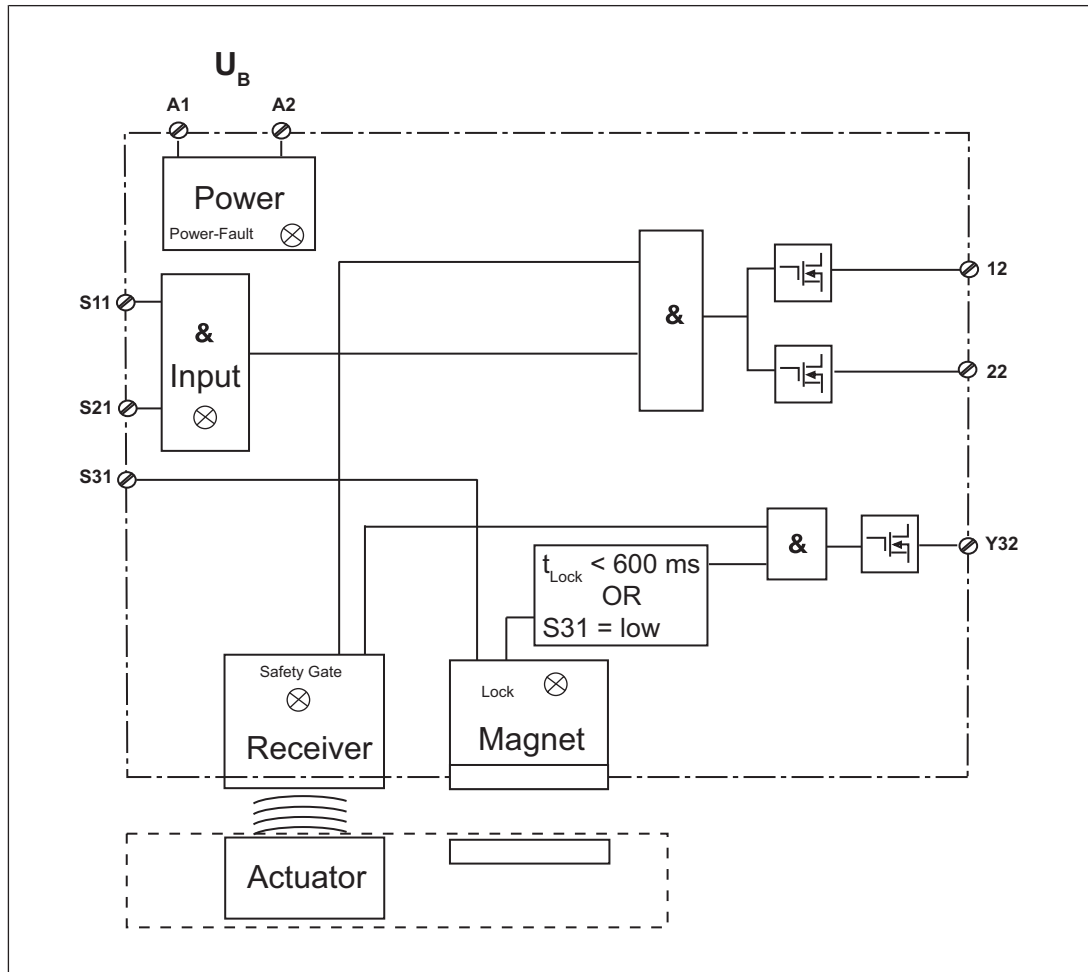 U_B
A1
A2
Power
Power-Fault
S11
&
Input
S21
S31
&
12
22
&
Y32
t_Lock < 600 ms
OR
S31 = low
Safety Gate
Receiver
Lock
Magnet
Actuator